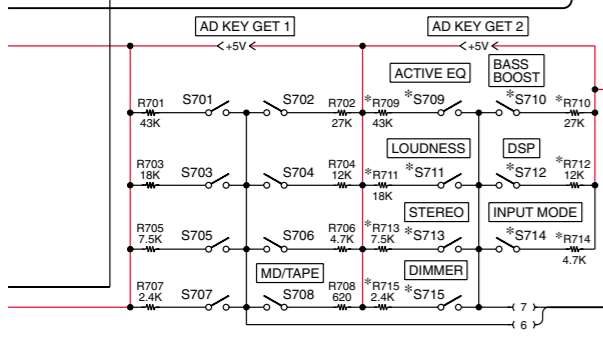 AD KEY GET 1
AD KEY GET 2
+5V
+5V
ACTIVE EQ
BASS
BOOST
R701
43K
S701
S702
R702
27K
*R709
43K
*S709
*S710
*R710
27K
LOUDNESS
DSP
R703
18K
S703
S704
R704
12K
*R711
18K
*S711
*S712
*R712
12K
STEREO
INPUT MODE
R705
7.5K
S705
S706
R706
4.7K
*R713
7.5K
*S713
*S714
*R714
4.7K
MD/TAPE
DIMMER
R707
2.4K
S707
S708
R708
620
*R715
2.4K
*S715
7
6